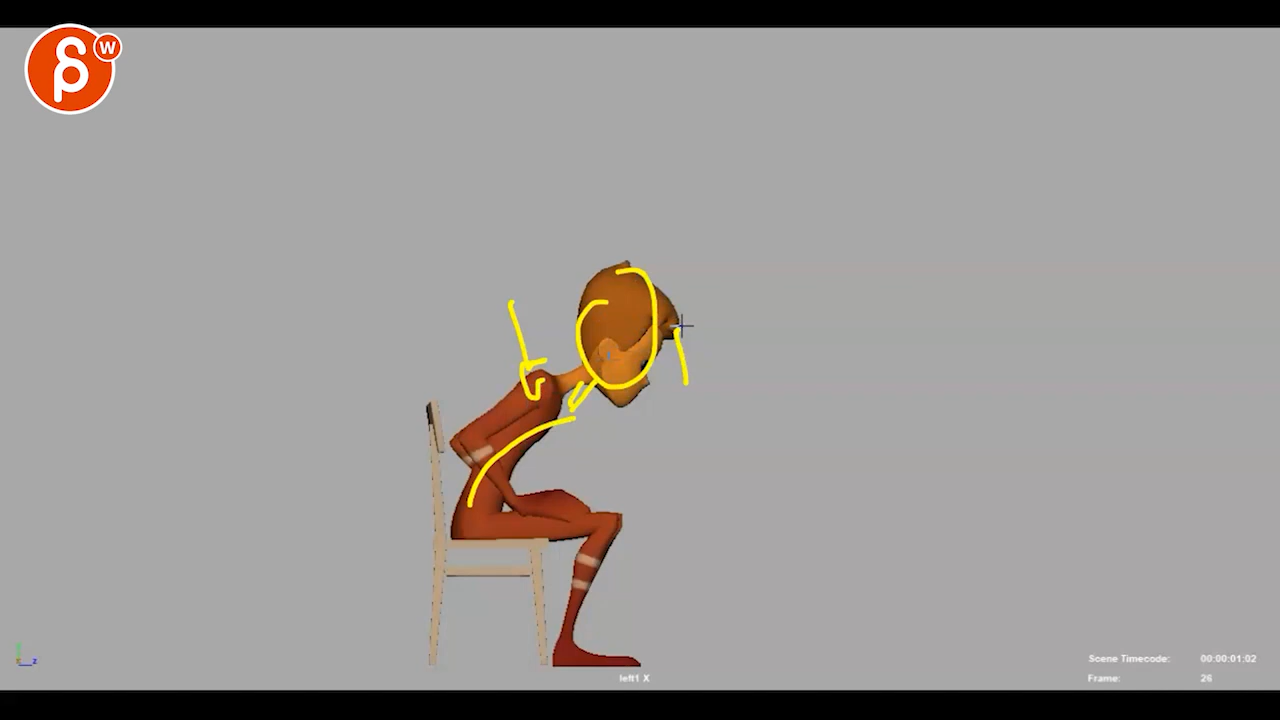 w
Scene Timecode: 00:00:01:02
left1 X
Frame: 26
z